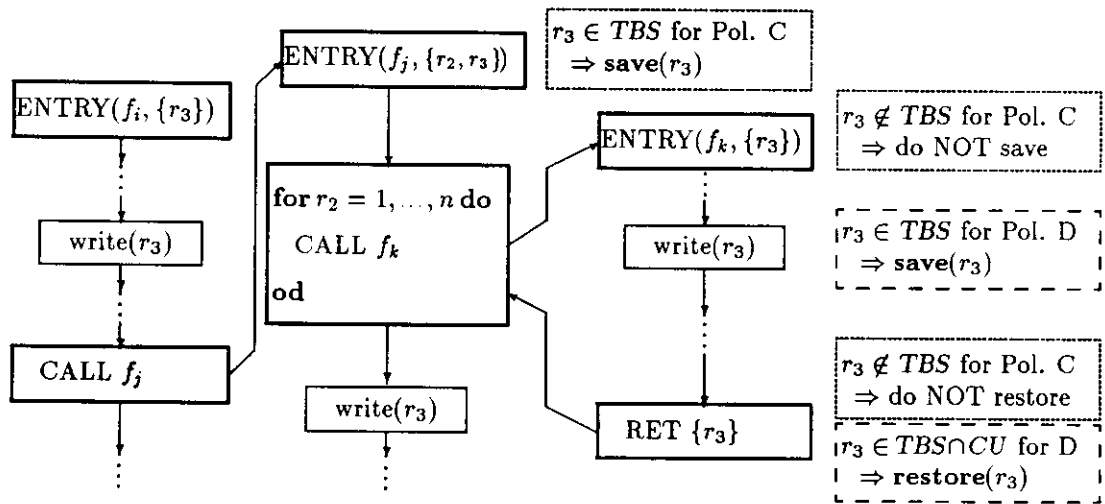 ENTRY(f_i, {r_3})
write(r_3)
CALL f_j
ENTRY(f_j, {r_2, r_3})
for r_2 = 1, ..., n do
CALL f_k
od
write(r_3)
r_3 ∈ TBS for Pol. C
⇒ save(r_3)
ENTRY(f_k, {r_3})
write(r_3)
RET {r_3}
r_3 ∉ TBS for Pol. C
⇒ do NOT save
r_3 ∈ TBS for Pol. D
⇒ save(r_3)
r_3 ∉ TBS for Pol. C
⇒ do NOT restore
r_3 ∈ TBS∩CU for D
⇒ restore(r_3)